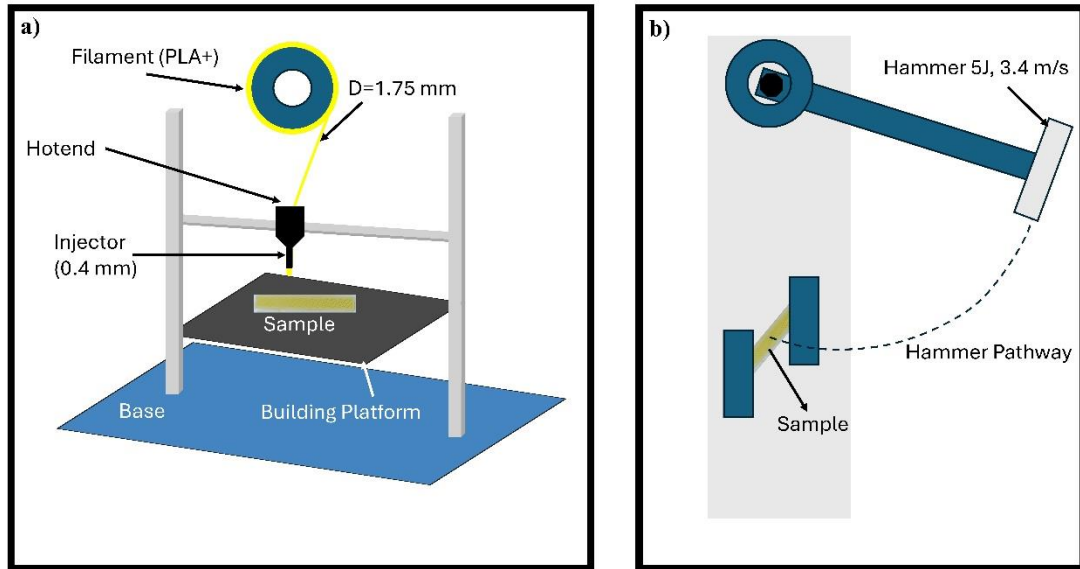 a)
Filament (PLA+)
D=1.75 mm
Hotend
Injector
(0.4 mm)
Sample
Base
Building Platform
b)
Hammer 5J, 3.4 m/s
Hammer Pathway
Sample